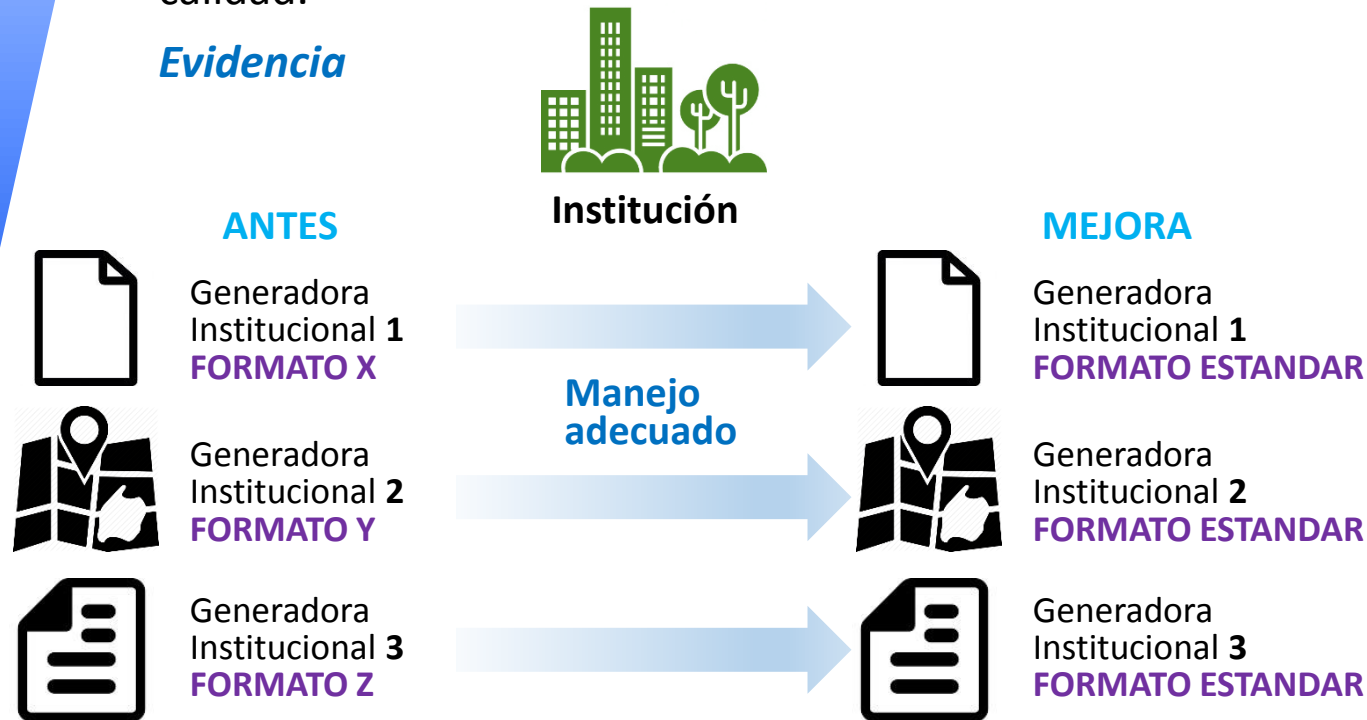 calidad.
Evidencia
Institución
ANTES
MEJORA
Generadora
Institucional 1
FORMATO X
Generadora
Institucional 1
FORMATO ESTANDAR
Manejo
adecuado
Generadora
Institucional 2
FORMATO Y
Generadora
Institucional 2
FORMATO ESTANDAR
Generadora
Institucional 3
FORMATO Z
Generadora
Institucional 3
FORMATO ESTANDAR